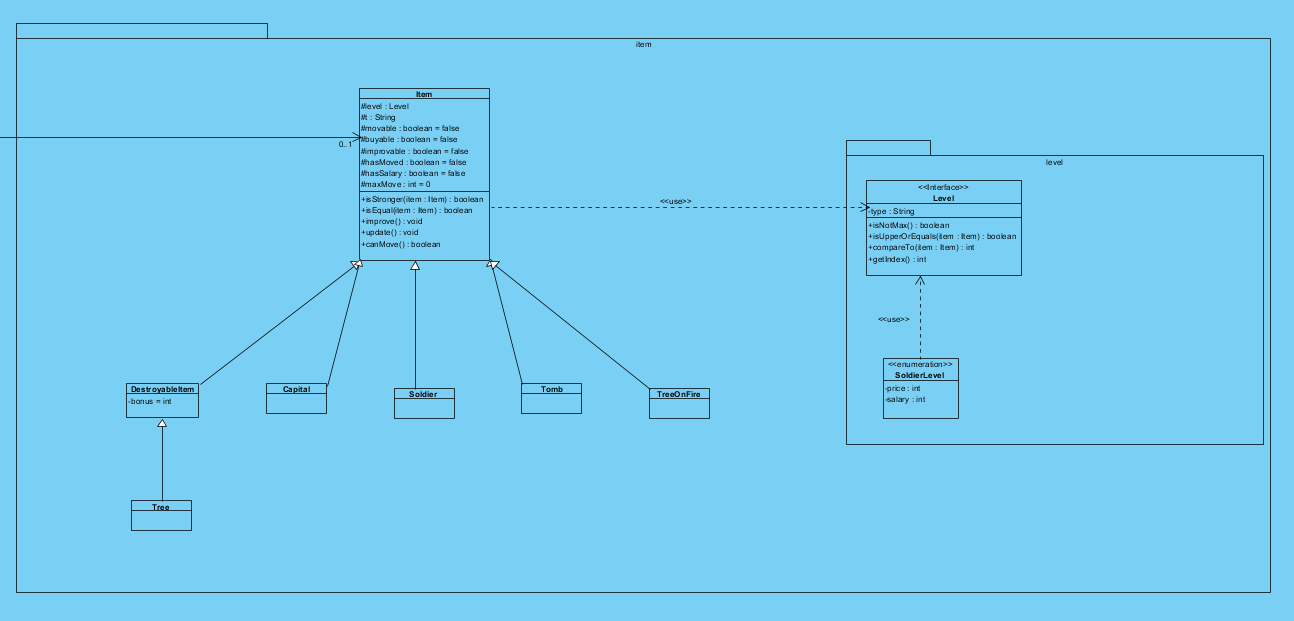 item
Item
#level : Level
#t : String
#movable : boolean = false
#buyable : boolean = false
#improvable : boolean = false
#hasMoved : boolean = false
#hasSalary : boolean = false
#maxMove : int = 0
+isStronger(item : Item) : boolean
+isEqual(item : Item) : boolean
+improve() : void
+update() : void
+canMove() : boolean
0..1
<<use>>
level
<<Interface>>
Level
-type : String
+isNotMax() : boolean
+isUpperOrEquals(item : Item) : boolean
+compareTo(item : Item) : int
+getIndex() : int
<<use>>
<<enumeration>>
SoldierLevel
-price : int
-salary : int
DestroyableItem
-bonus = int
Capital
Soldier
Tomb
TreeOnFire
Tree